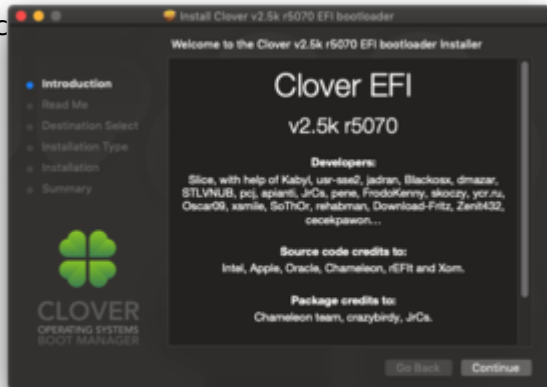 c
Install Clover v2.5k r5070 EFI bootloader
Welcome to the Clover v2.5k r5070 EFI bootloader Installer
Introduction
Read Me
Destination Select
Installation Type
Installation
Summary
Clover EFI
v2.5k r5070
Developers:
Slice, with help of Kabyl, usr-sse2, jadran, Blackosx, dmazar,
STLVNUB, pcj, apianti, JrCs, pene, FrodoKenny, skoczy, ycr.ru,
Oscar09, xsmile, SoThOr, rehabman, Download-Fritz, Zenit432,
cecekpawon...
Source code credits to:
Intel, Apple, Oracle, Chameleon, rEFIt and Xom.
Package credits to:
Chameleon team, crazybirdy, JrCs.
CLOVER
OPERATING SYSTEMS
BOOT MANAGER
Go Back
Continue